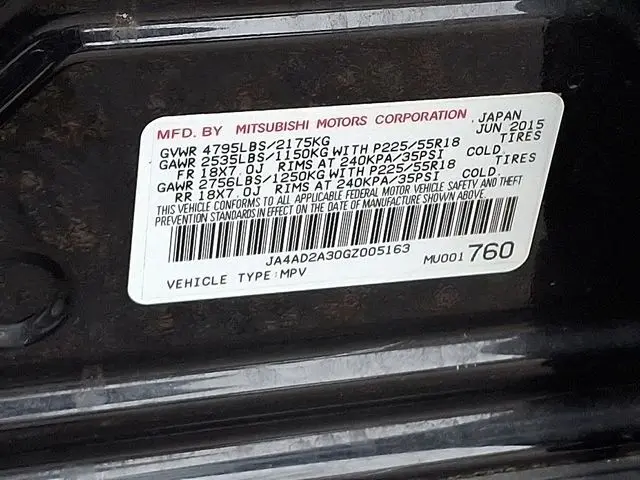 MFD. BY MITSUBISHI MOTORS CORPORATION JAPAN
JUN 2015
GVWR 4795LBS/2175KG
GAWR 2535LBS/1150KG WITH P225/55R18 TIRES
FR 18X7.0J RIMS AT 240KPA/35PSI COLD
GAWR 2756LBS/1250KG WITH P225/55R18 TIRES
RR 18X7.0J RIMS AT 240KPA/35PSI COLD.
THIS VEHICLE CONFORMS TO ALL APPLICABLE FEDERAL MOTOR VEHICLE SAFETY AND THEFT
PREVENTION STANDARDS IN EFFECT ON THE DATE OF MANUFACTURE SHOWN ABOVE.
JA4AD2A30GZ005163
VEHICLE TYPE:MPV MU001 760